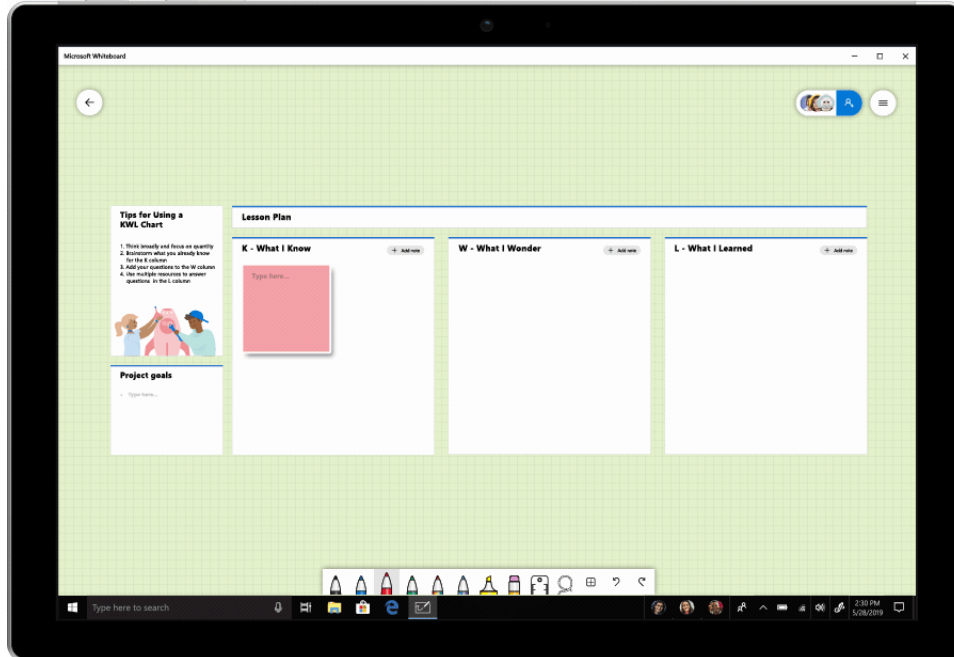 Microsoft Whiteboard
Tips for Using a
KWL Chart
1. Think broadly and focus on quantity
2. Brainstorm what you already know
for the K column
3. Add your questions to the W column
4. Use multiple resources to answer
questions in the L column
Project goals
Type here...
Lesson Plan
K - What I Know
+ Add note
Type here...
W - What I Wonder
+ Add note
L - What I Learned
+ Add note
Type here to search
2:30 PM
5/28/2019